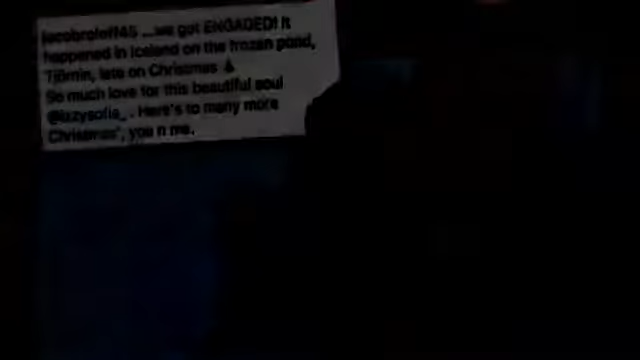 jacobroloff45 ...we got ENGAGED! It
happened in Iceland on the frozen pond,
Tjörnin, late on Christmas 🎄
So much love for this beautiful soul
@izzysofia_ . Here's to many more
Christmas', you n me.